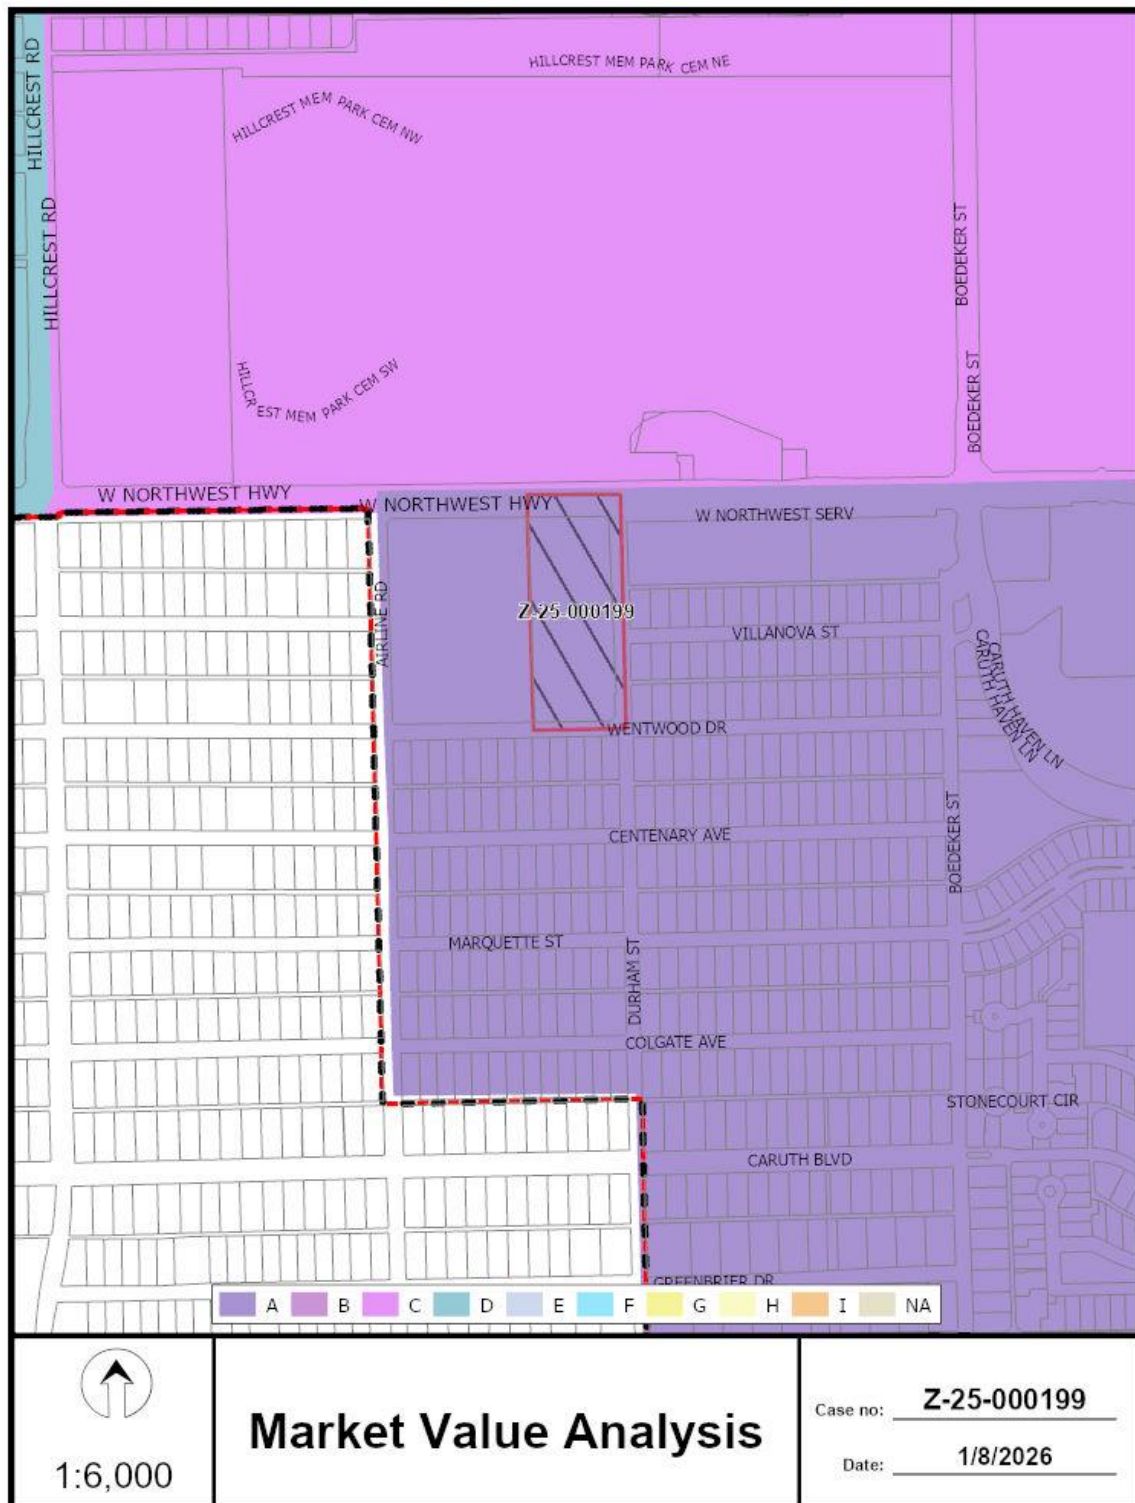 HILLCREST RD
HILLCREST MEM PARK CEM NE
HILLCREST MEM PARK CEM NW
HILLCREST RD
BOEDEKER ST
HILLCREST MEM PARK CEM SW
BOEDEKER ST
W NORTHWEST HWY
W NORTHWEST HWY
W NORTHWEST SERV
AIRLINE RD
Z-25-000199
VILLANOVA ST
CARUTH HAVEN LN
CARUTH HAVEN LN
WENTWOOD DR
CENTENARY AVE
BOEDEKER ST
MARQUETTE ST
DURHAM ST
COLGATE AVE
STONECOURT CIR
CARUTH BLVD
GREENBRIER DR
A B C D E F G H I NA
1:6,000
Market Value Analysis
Case no: Z-25-000199
Date: 1/8/2026